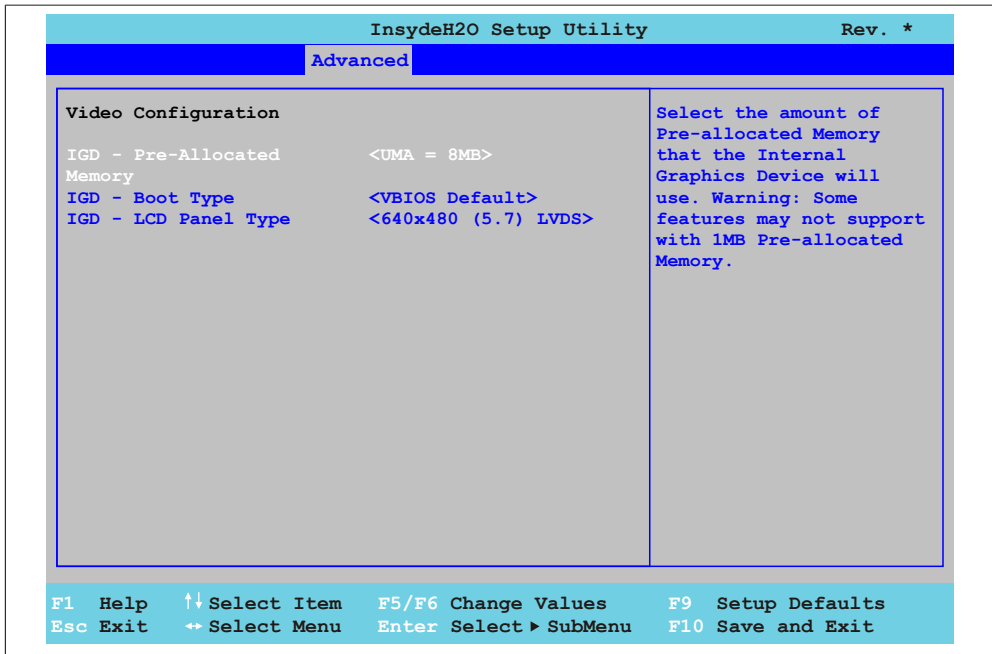 InsydeH2O Setup Utility Rev. *
Advanced
Video Configuration
IGD - Pre-Allocated Memory <UMA = 8MB>
IGD - Boot Type <VBIOS Default>
IGD - LCD Panel Type <640x480 (5.7) LVDS>
Select the amount of
Pre-allocated Memory
that the Internal
Graphics Device will
use. Warning: Some
features may not support
with 1MB Pre-allocated
Memory.
F1 Help ↑↓ Select Item F5/F6 Change Values F9 Setup Defaults
Esc Exit ↔ Select Menu Enter Select ▶ SubMenu F10 Save and Exit